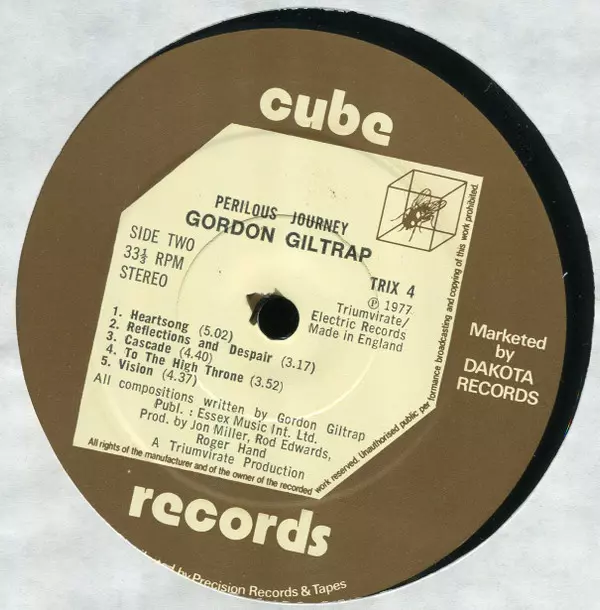 cube
PERILOUS JOURNEY
GORDON GILTRAP
SIDE TWO
33⅓ RPM
STEREO
TRIX 4
Ⓟ 1977
Triumvirate/
Electric Records
Made in England
1. Heartsong (5.02)
2. Reflections and Despair (3.17)
3. Cascade (4.40)
4. To The High Throne (3.52)
5. Vision (4.37)
All compositions written by Gordon Giltrap
Publ. : Essex Music Int. Ltd.
Prod. by Jon Miller, Rod Edwards,
Roger Hand
A Triumvirate Production
All rights of the manufacturer and of the owner of the recorded
work reserved. Unauthorised public performance broadcasting and copying of this work prohibited.
Marketed
by
DAKOTA
RECORDS
records
by Precision Records & Tapes